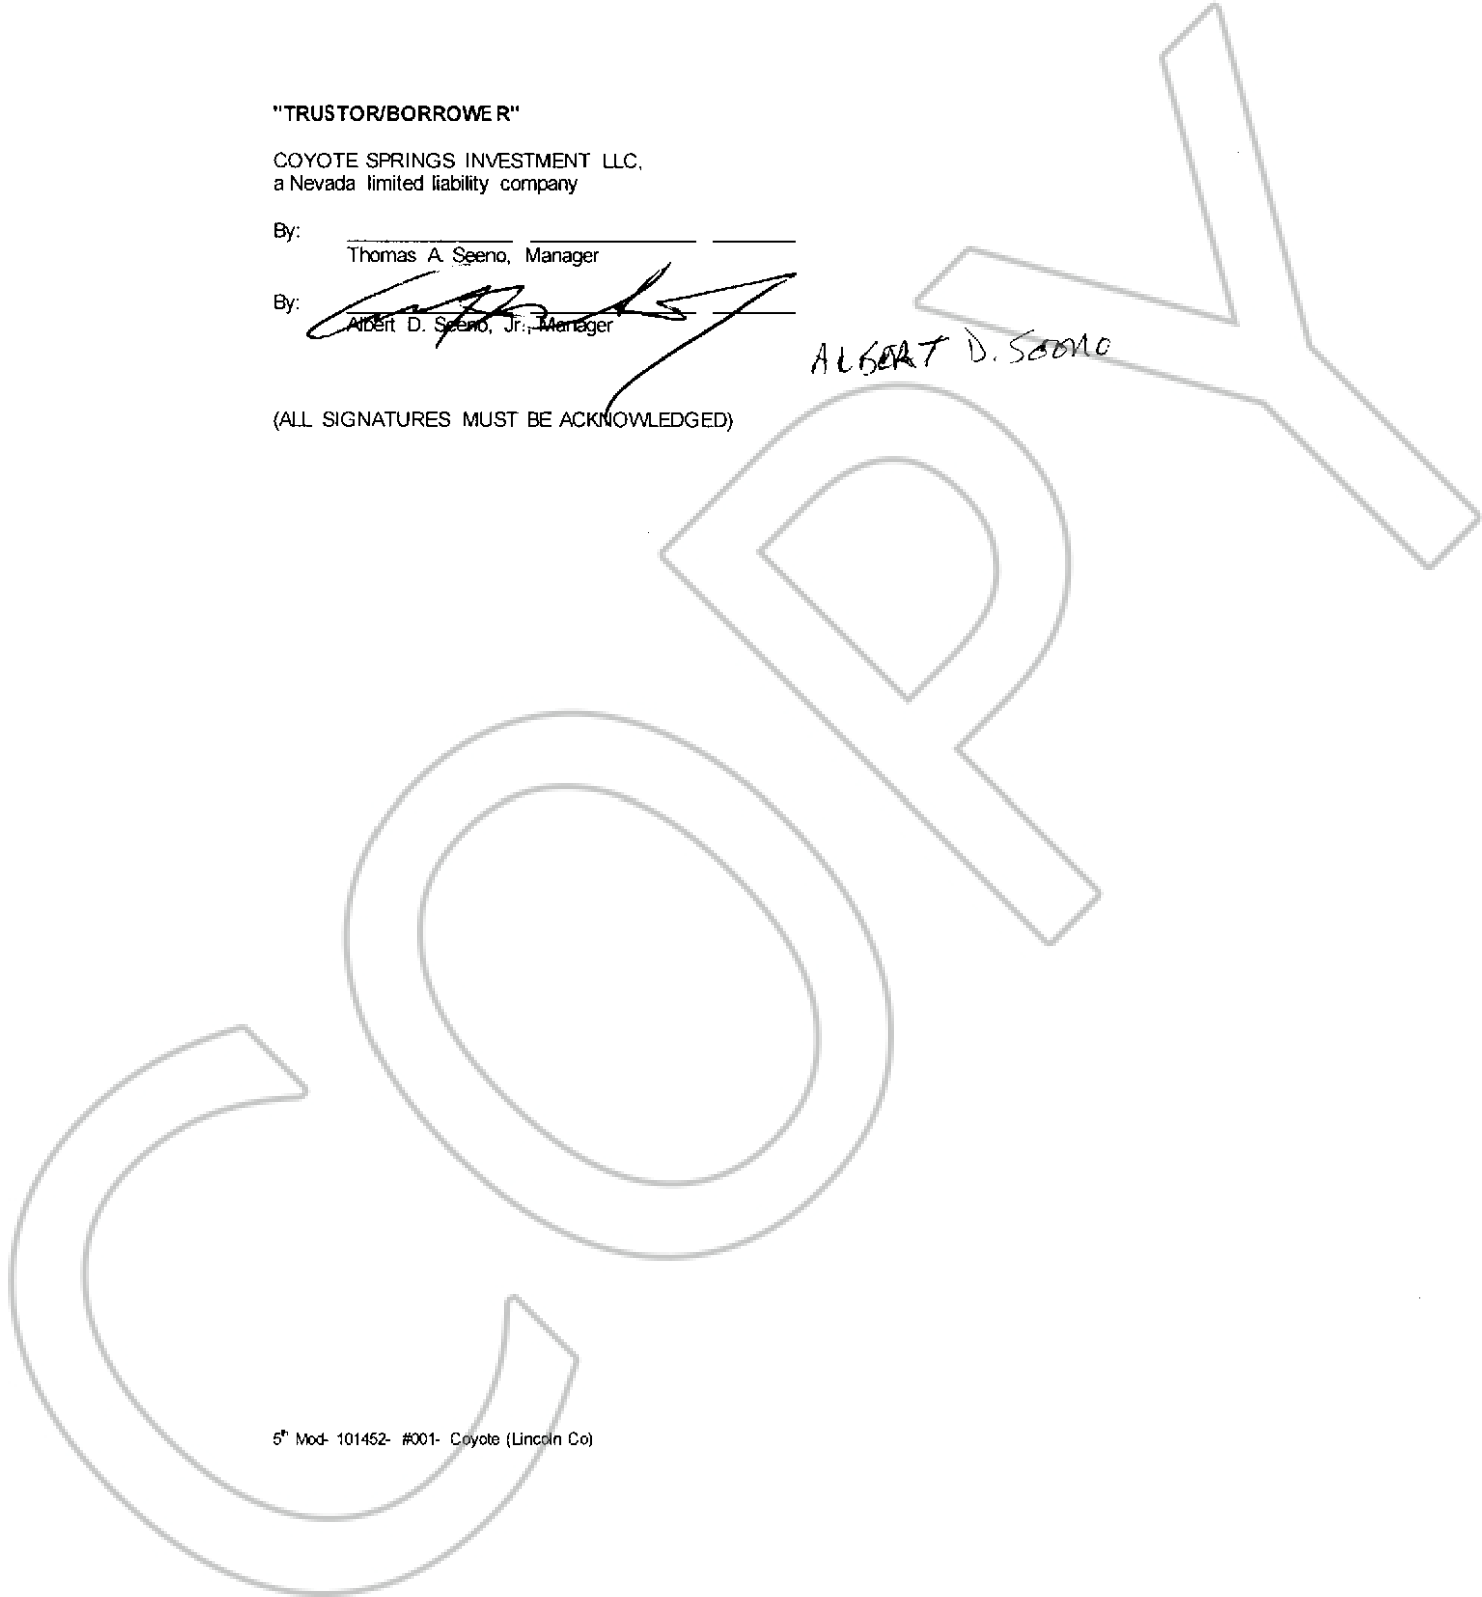 "TRUSTOR/BORROWER"
COYOTE SPRINGS INVESTMENT LLC,
a Nevada limited liability company
By:
Thomas A. Seeno, Manager
By:
Albert D. Seeno, Jr., Manager
ALBERT D. SEENO
(ALL SIGNATURES MUST BE ACKNOWLEDGED)
COPY
5th Mod- 101452- #001- Coyote (Lincoln Co)